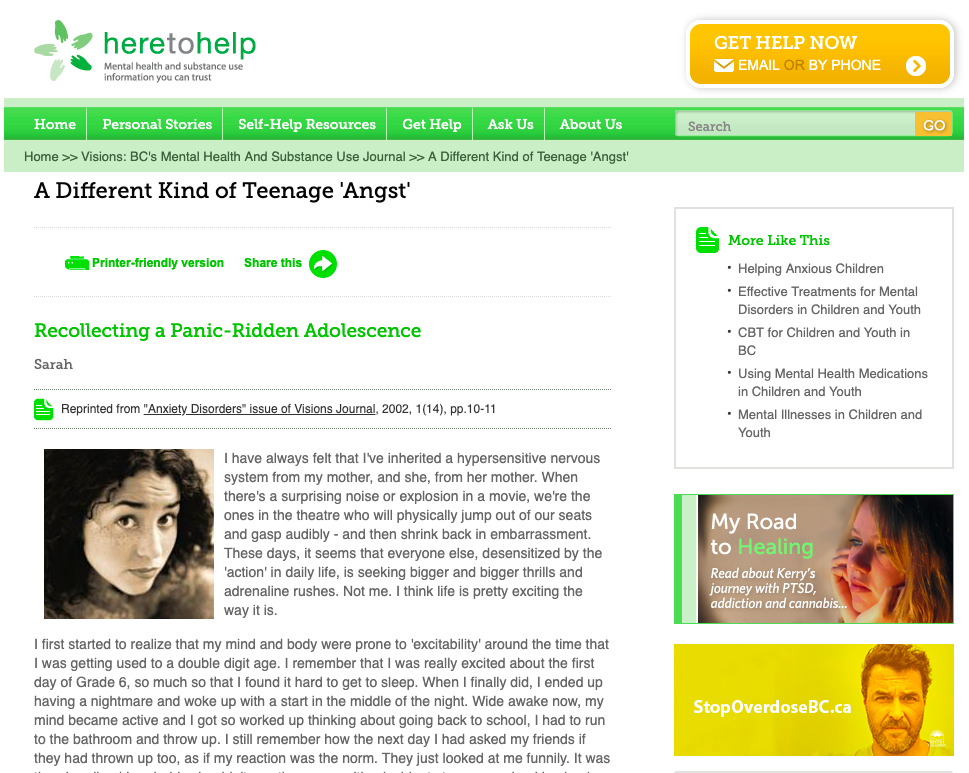 heretohelp
Mental health and substance use
information you can trust
GET HELP NOW
EMAIL OR BY PHONE
Home
Personal Stories
Self-Help Resources
Get Help
Ask Us
About Us
Search
GO
Home >> Visions: BC's Mental Health And Substance Use Journal >> A Different Kind of Teenage 'Angst'
A Different Kind of Teenage 'Angst'
Printer-friendly version
Share this
Recollecting a Panic-Ridden Adolescence
Sarah
Reprinted from "Anxiety Disorders" issue of Visions Journal, 2002, 1(14), pp.10-11
I have always felt that I've inherited a hypersensitive nervous
system from my mother, and she, from her mother. When
there's a surprising noise or explosion in a movie, we're the
ones in the theatre who will physically jump out of our seats
and gasp audibly - and then shrink back in embarrassment.
These days, it seems that everyone else, desensitized by the
'action' in daily life, is seeking bigger and bigger thrills and
adrenaline rushes. Not me. I think life is pretty exciting the
way it is.
I first started to realize that my mind and body were prone to 'excitability' around the time that
I was getting used to a double digit age. I remember that I was really excited about the first
day of Grade 6, so much so that I found it hard to get to sleep. When I finally did, I ended up
having a nightmare and woke up with a start in the middle of the night. Wide awake now, my
mind became active and I got so worked up thinking about going back to school, I had to run
to the bathroom and throw up. I still remember how the next day I had asked my friends if
they had thrown up too, as if my reaction was the norm. They just looked at me funnily. It was
More Like This
Helping Anxious Children
Effective Treatments for Mental
Disorders in Children and Youth
CBT for Children and Youth in
BC
Using Mental Health Medications
in Children and Youth
Mental Illnesses in Children and
Youth
My Road
to Healing
Read about Kerry's
journey with PTSD,
addiction and cannabis...
StopOverdoseBC.ca